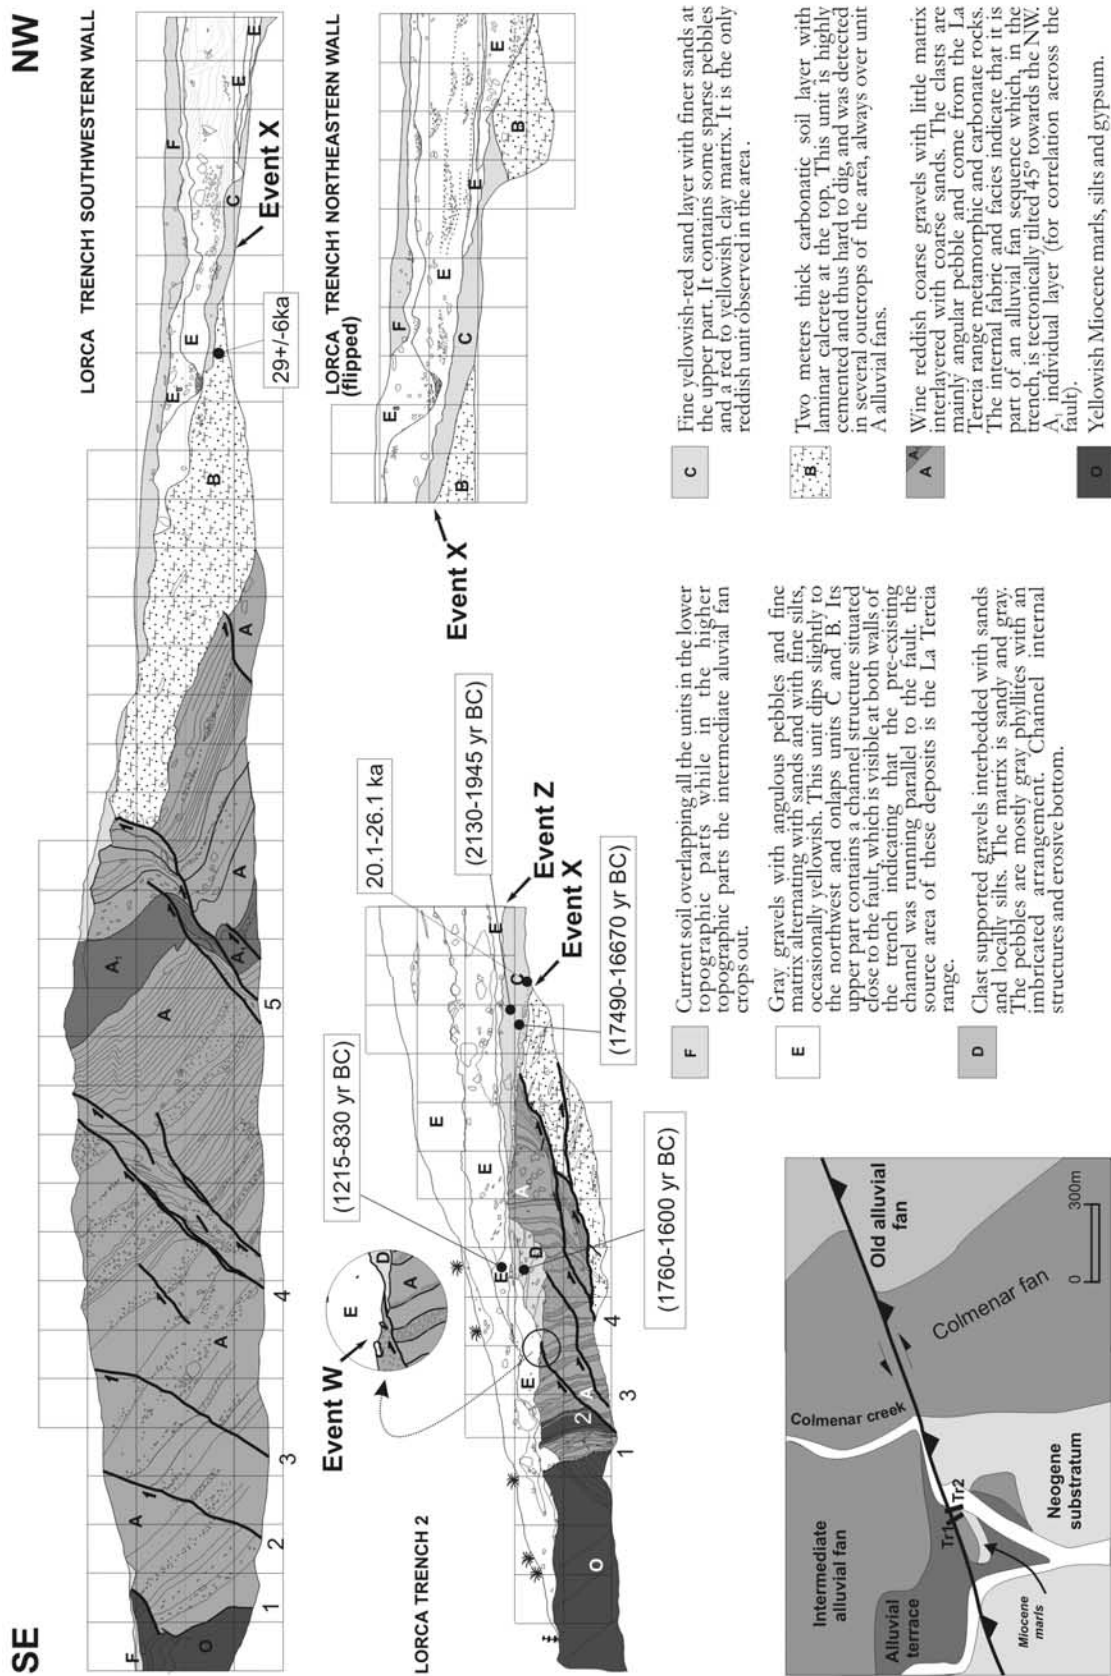 SE
NW
LORCA TRENCH1 SOUTHWESTERN WALL
F
O
A
A
A
A
A₁
A₁
A
A
B
E₈
E
F
C
E
E
E
1
2
3
4
5
Event X
29+/-6ka
LORCA TRENCH1 NORTHEASTERN WALL
(flipped)
E₈
F
E
E
E
B
C
B
Event X
LORCA TRENCH 2
Event W
E
D
A
(1215-830 yr BC)
20.1-26.1 ka
(2130-1945 yr BC)
Event Z
Event X
(17490-16670 yr BC)
(1760-1600 yr BC)
O
E
E
E
E
E
D
A
A
C
1
2
3
4
F
Current soil overlapping all the units in the lower
topographic parts while in the higher
topographic parts the intermediate aluvial fan
crops out.
E
Gray gravels with angulous pebbles and fine
matrix alternating with sands and with fine silts,
occasionally yellowish. This unit dips slightly to
the northwest and onlaps units C and B. Its
upper part contains a channel structure situated
close to the fault, which is visible at both walls of
the trench indicating that the pre-existing
channel was running parallel to the fault. the
source area of these deposits is the La Tercia
range.
D
Clast supported gravels interbedded with sands
and locally silts. The matrix is sandy and gray.
The pebbles are mostly gray phyllites with an
imbricated arrangement. Channel internal
structures and erosive bottom.
C
Fine yellowish-red sand layer with finer sands at
the upper part. It contains some sparse pebbles
and a red to yellowish clay matrix. It is the only
reddish unit observed in the area .
B
Two meters thick carbonatic soil layer with
laminar calcrete at the top. This unit is highly
cemented and thus hard to dig, and was detected
in several outcrops of the area, always over unit
A alluvial fans.
A
A₁
Wine reddish coarse gravels with little matrix
interlayered with coarse sands. The clasts are
mainly angular pebble and come from the La
Tercia range metamorphic and carbonate rocks.
The internal fabric and facies indicate that it is
part of an alluvial fan sequence which, in the
trench, is tectonically tilted 45° towards the NW.
A₁ individual layer (for correlation across the
fault).
O
Yellowish Miocene marls, silts and gypsum.
Intermediate
alluvial fan
Alluvial
terrace
Miocene
marls
Colmenar creek
Tr1
Tr2
Neogene
substratum
Colmenar fan
Old alluvial
fan
0
300m